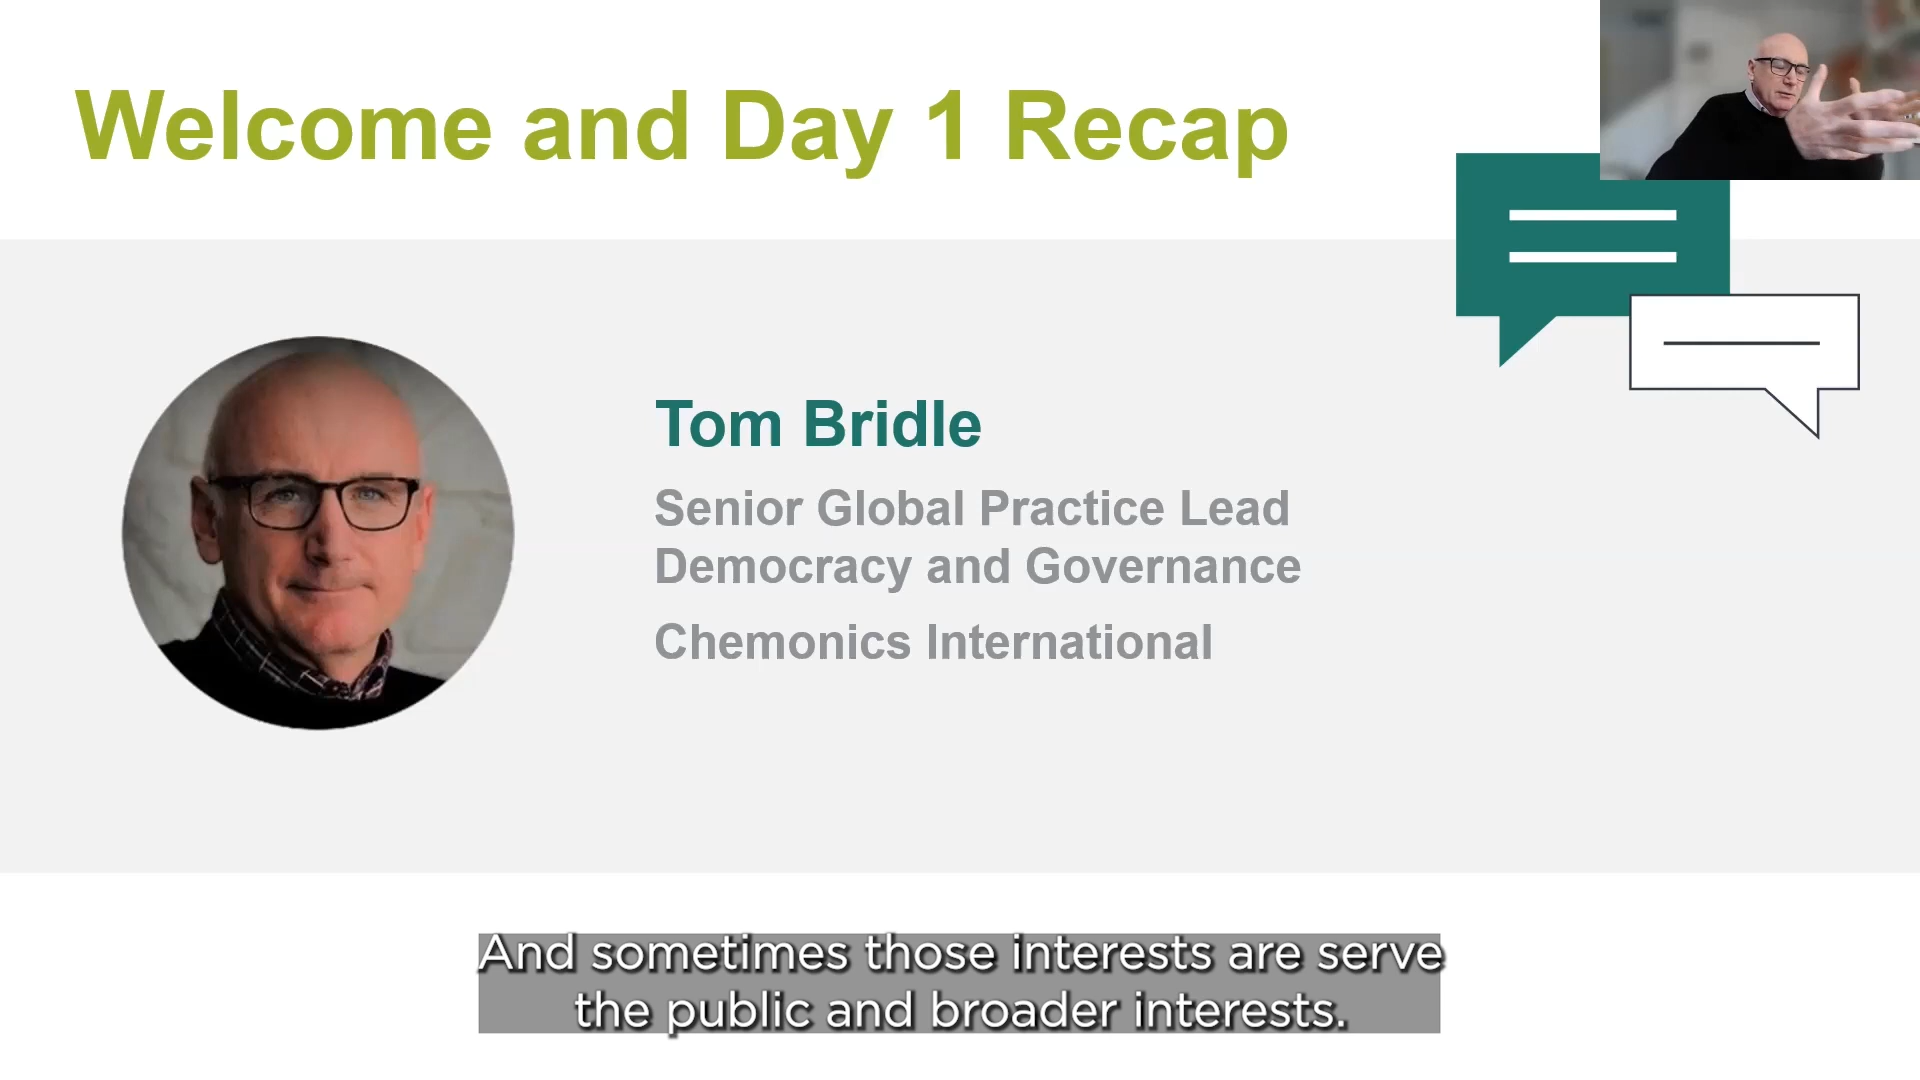 Welcome and Day 1 Recap
Tom Bridle
Senior Global Practice Lead
Democracy and Governance
Chemonics International
And sometimes those interests are serve
the public and broader interests.